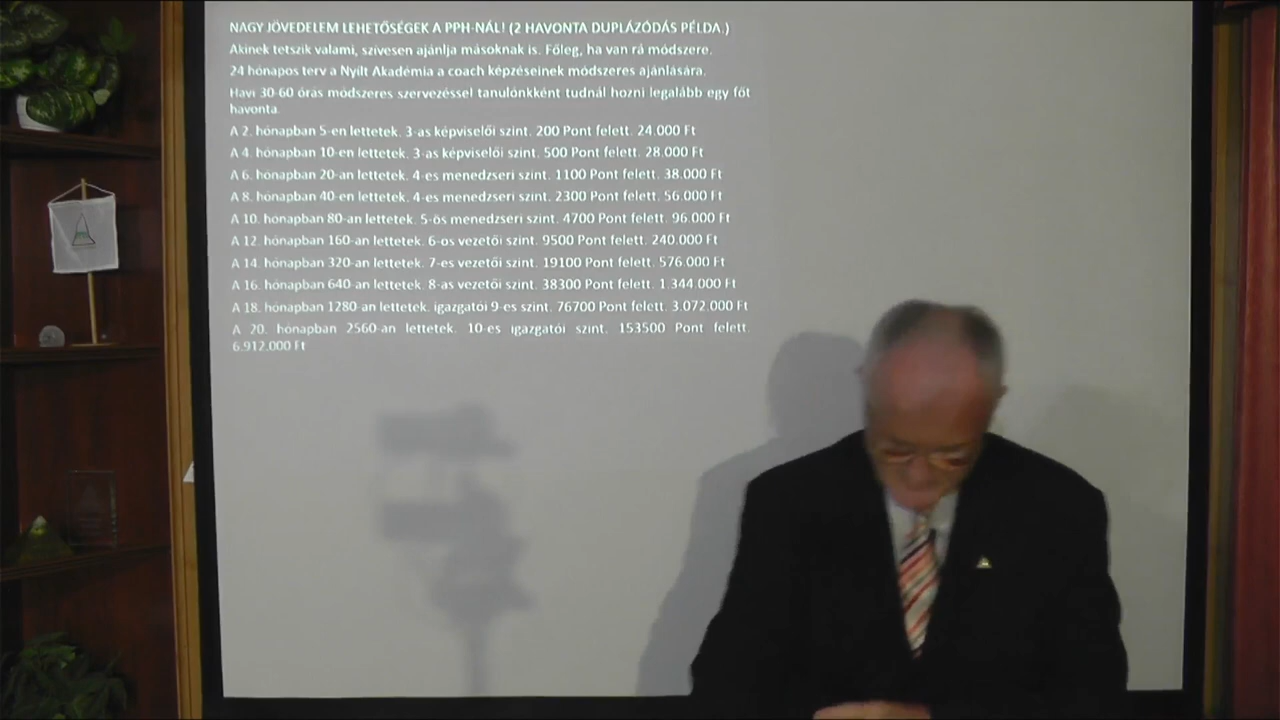 NAGY JÖVEDELEM LEHETŐSÉGEK A PPH-NÁL! (2 HAVONTA DUPLÁZÓDÁS PÉLDA.)
Akinek tetszik valami, szívesen ajánlja másoknak is. Főleg, ha van rá módszere.
24 hónapos terv a Nyílt Akadémia a coach képzéseinek módszeres ajánlására.
Havi 30-60 órás módszeres szervezéssel tanulónkként tudnál hozni legalább egy főt
havonta.
A 2. hónapban 5-en lettetek. 3-as képviselői szint. 200 Pont felett. 24.000 Ft
A 4. hónapban 10-en lettetek. 3-as képviselői szint. 500 Pont felett. 28.000 Ft
A 6. hónapban 20-an lettetek. 4-es menedzseri szint. 1100 Pont felett. 38.000 Ft
A 8. hónapban 40-en lettetek. 4-es menedzseri szint. 2300 Pont felett. 56.000 Ft
A 10. hónapban 80-an lettetek. 5-ös menedzseri szint. 4700 Pont felett. 96.000 Ft
A 12. hónapban 160-an lettetek. 6-os vezetői szint. 9500 Pont felett. 240.000 Ft
A 14. hónapban 320-an lettetek. 7-es vezetői szint. 19100 Pont felett. 576.000 Ft
A 16. hónapban 640-an lettetek. 8-as vezetői szint. 38300 Pont felett. 1.344.000 Ft
A 18. hónapban 1280-an lettetek. igazgatói 9-es szint. 76700 Pont felett. 3.072.000 Ft
A 20. hónapban 2560-an lettetek. 10-es igazgatói szint. 153500 Pont felett.
6.912.000 Ft